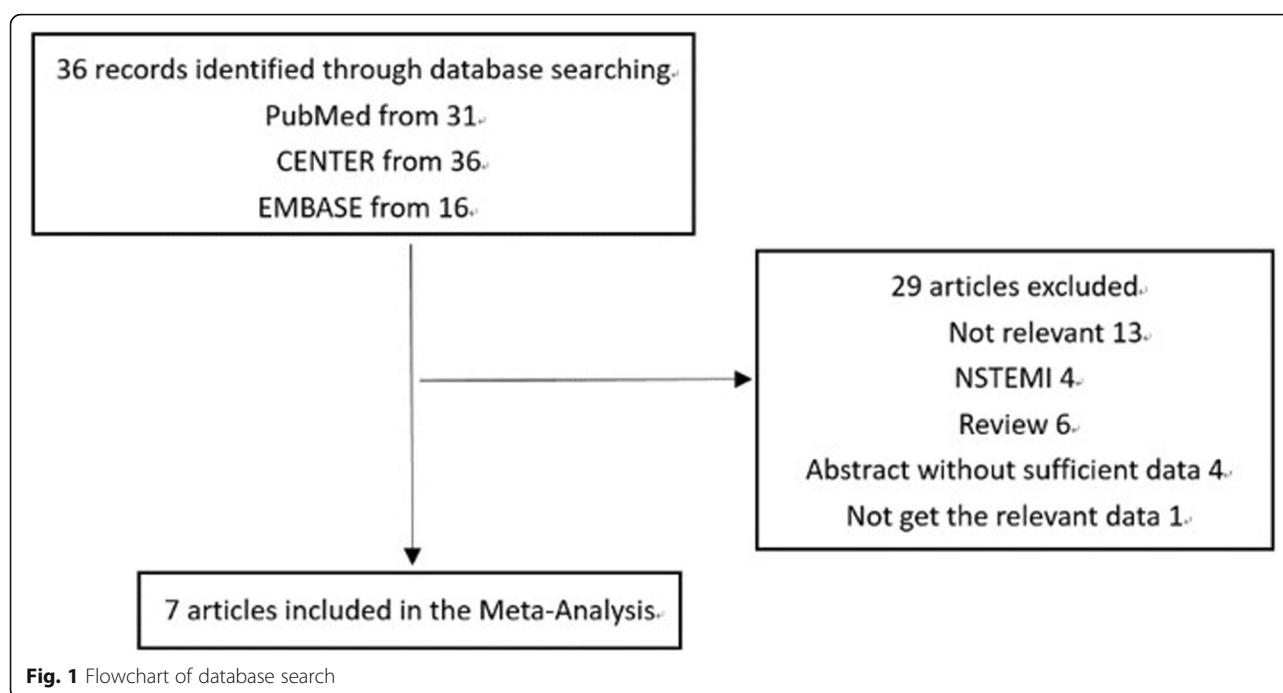 36 records identified through database searching
PubMed from 31
CENTER from 36
EMBASE from 16
29 articles excluded
Not relevant 13
NSTEMI 4
Review 6
Abstract without sufficient data 4
Not get the relevant data 1
7 articles included in the Meta-Analysis
Fig. 1 Flowchart of database search